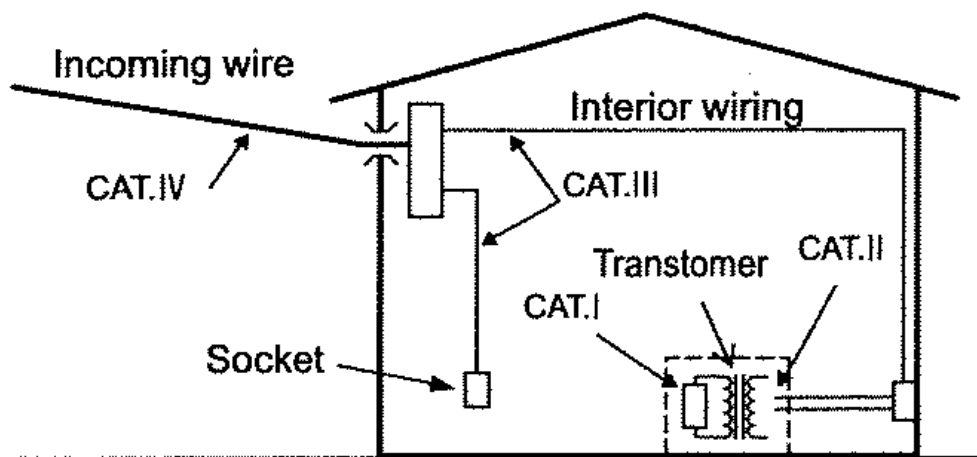 Incoming wire
Interior wiring
CAT.IV
CAT.III
Transtomer
CAT.II
CAT.I
Socket